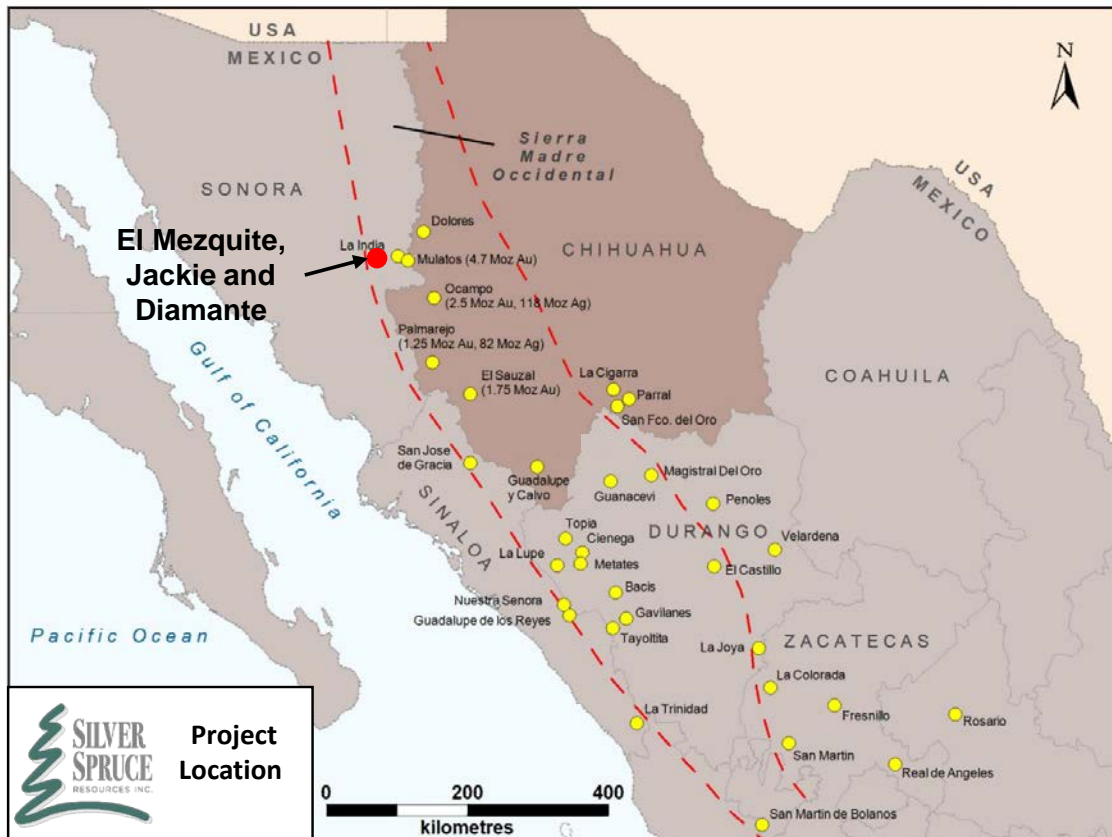 USA
MEXICO
N
Sierra
Madre
Occidental
SONORA
USA
MEXICO
Dolores
El Mezquite,
Jackie and
Diamante
La India
CHIHUAHUA
Mulatos (4.7 Moz Au)
Ocampo
(2.5 Moz Au, 118 Moz Ag)
Palmarejo
(1.25 Moz Au, 82 Moz Ag)
Gulf of California
El Sauzal
(1.75 Moz Au)
La Cigarra
Parral
San Fco. del Oro
COAHUILA
San Jose
de Gracia
Guadalupe
y Calvo
Guanacevi
Magistral Del Oro
Penoles
SINALOA
DURANGO
Topia
Cienega
Velardena
La Lupe
Metates
El Castillo
Bacis
Nuestra Senora
Guadalupe de los Reyes
Gavilanes
Tayoltita
Pacific Ocean
La Joya
ZACATECAS
La Colorada
Fresnillo
Rosario
La Trinidad
San Martin
Real de Angeles
San Martin de Bolanos
SILVER
SPRUCE
RESOURCES INC.
Project
Location
0 200 400
kilometres
G